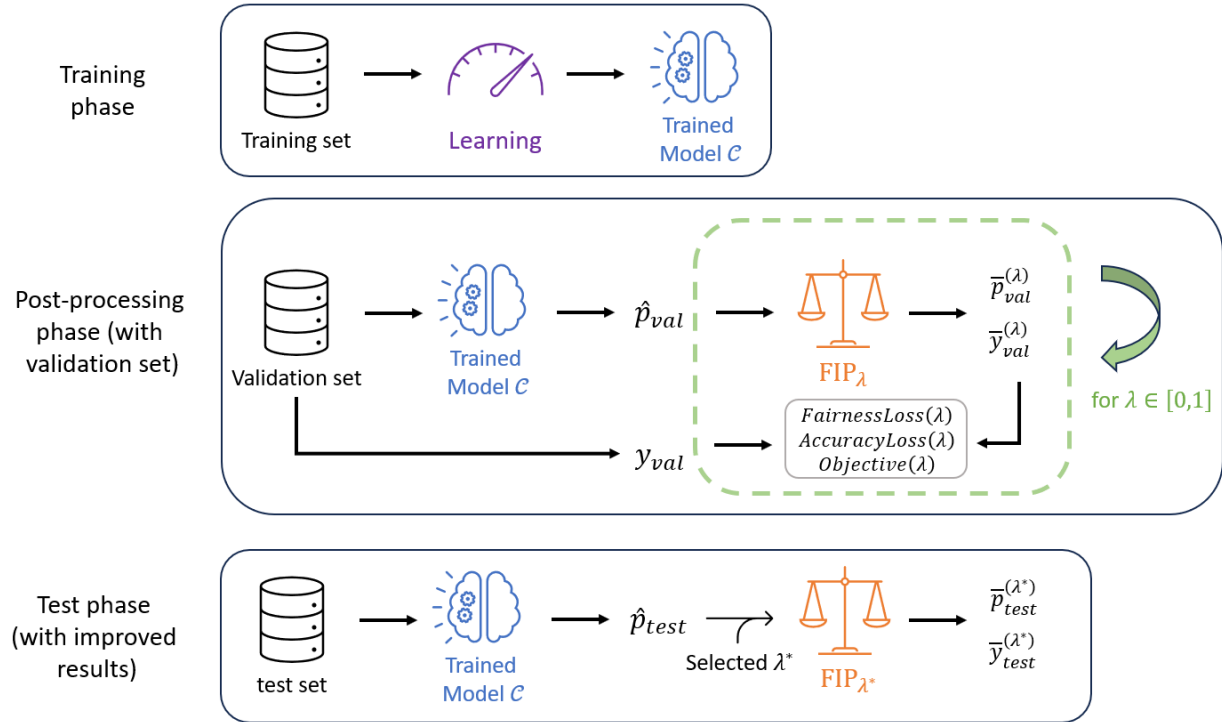 Training
phase
Training set
Learning
Trained
Model 𝒞
Post-processing
phase (with
validation set)
Validation set
Trained
Model 𝒞
p̂_val
FIP_λ
p̅_val^(λ)
y̅_val^(λ)
for λ ∈ [0,1]
y_val
FairnessLoss(λ)
AccuracyLoss(λ)
Objective(λ)
Test phase
(with improved
results)
test set
Trained
Model 𝒞
p̂_test
Selected λ*
FIP_λ*
p̅_test^(λ*)
y̅_test^(λ*)